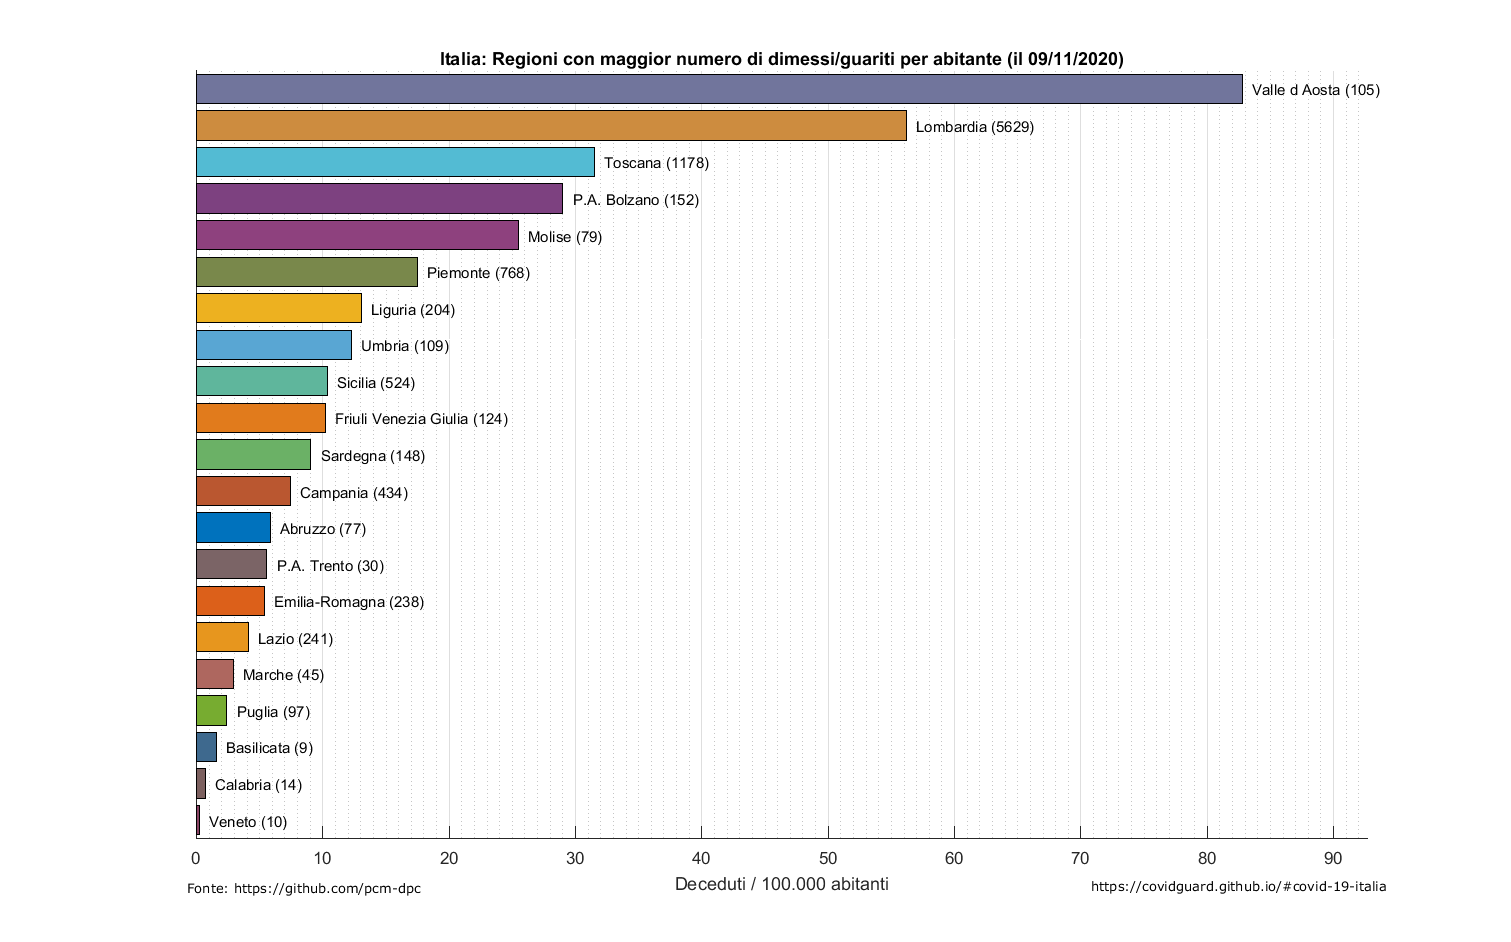 Italia: Regioni con maggior numero di dimessi/guariti per abitante (il 09/11/2020)
Valle d Aosta (105)
Lombardia (5629)
Toscana (1178)
P.A. Bolzano (152)
Molise (79)
Piemonte (768)
Liguria (204)
Umbria (109)
Sicilia (524)
Friuli Venezia Giulia (124)
Sardegna (148)
Campania (434)
Abruzzo (77)
P.A. Trento (30)
Emilia-Romagna (238)
Lazio (241)
Marche (45)
Puglia (97)
Basilicata (9)
Calabria (14)
Veneto (10)
0 10 20 30 40 50 60 70 80 90
Deceduti / 100.000 abitanti
Fonte: https://github.com/pcm-dpc
https://covidguard.github.io/#covid-19-italia